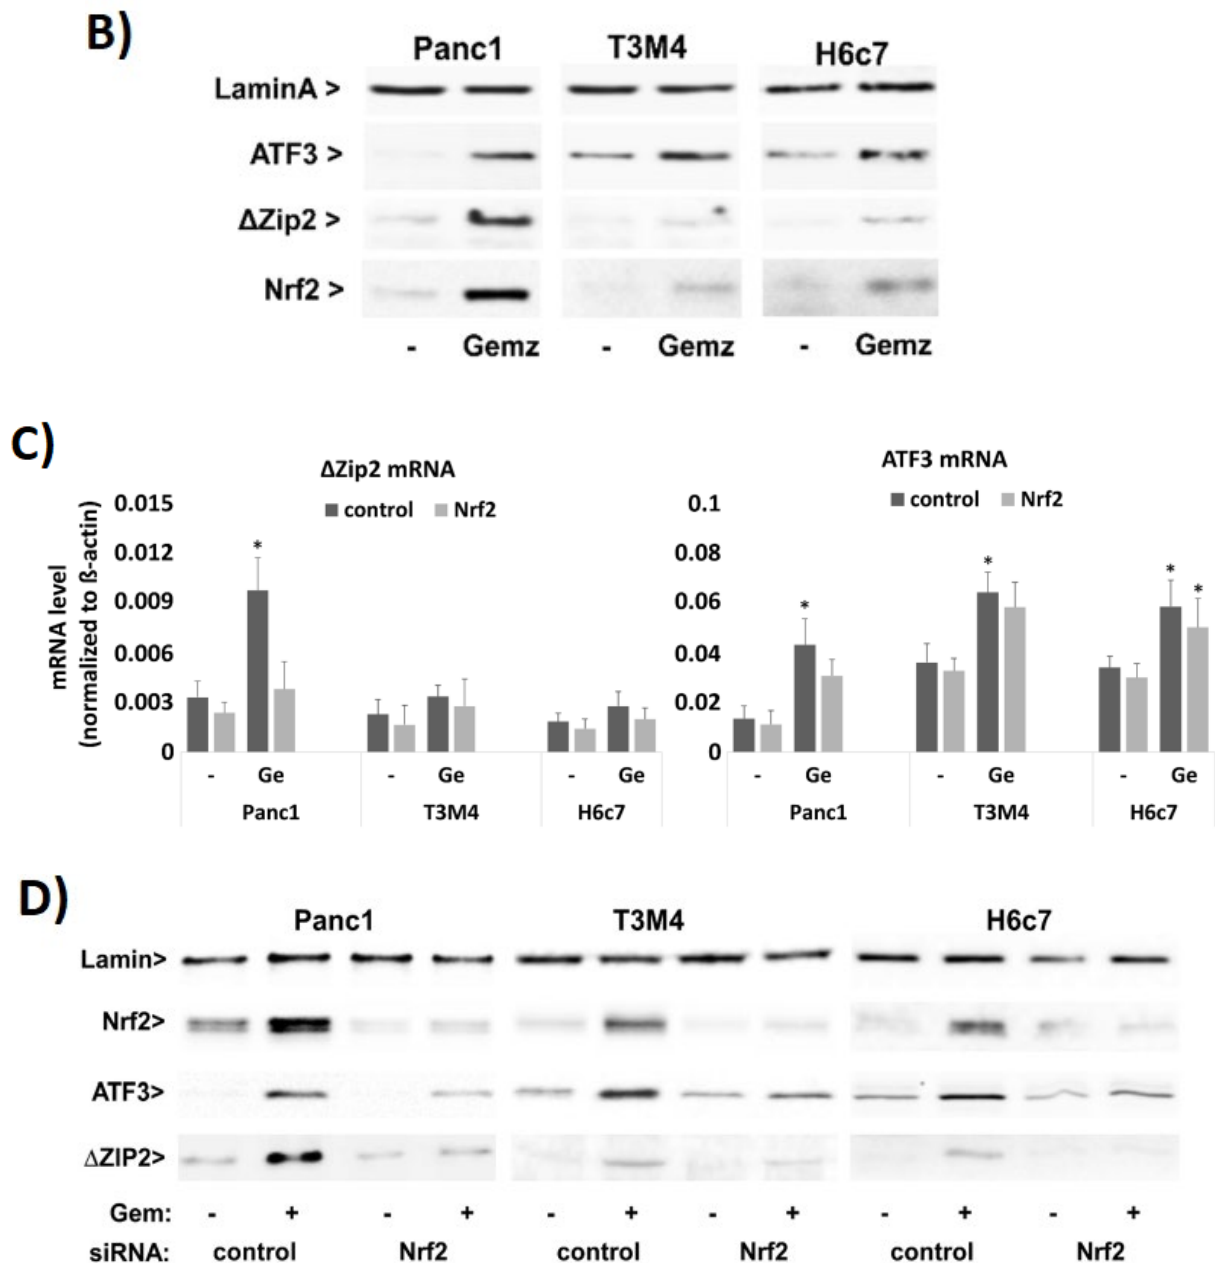 B)
Panc1 T3M4 H6c7
LaminA >
ATF3 >
ΔZip2 >
Nrf2 >
- Gemz - Gemz - Gemz
C)
ΔZip2 mRNA
control Nrf2
mRNA level
(normalized to ß-actin)
0.015
0.012
0.009
0.006
0.003
0
*
- Ge - Ge - Ge
Panc1 T3M4 H6c7
ATF3 mRNA
control Nrf2
0.1
0.08
0.06
0.04
0.02
0
* * * *
- Ge - Ge - Ge
Panc1 T3M4 H6c7
D)
Panc1 T3M4 H6c7
Lamin>
Nrf2>
ATF3>
ΔZIP2>
Gem: - + - + - + - + - + - +
siRNA: control Nrf2 control Nrf2 control Nrf2